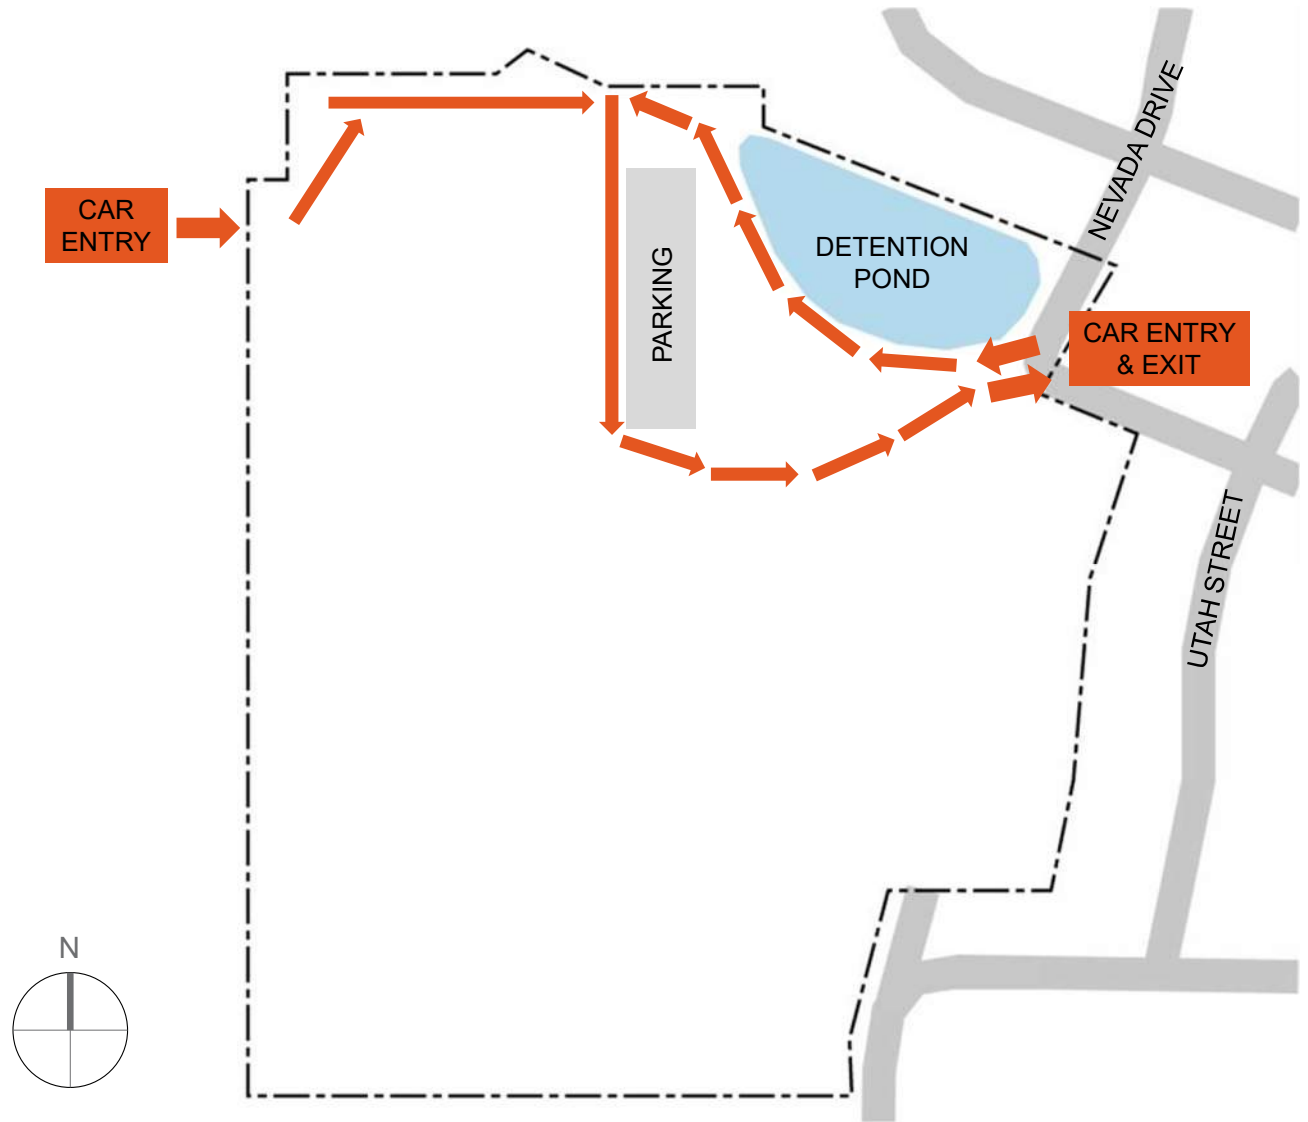 NEVADA DRIVE
CAR
ENTRY
PARKING
DETENTION
POND
CAR ENTRY
& EXIT
UTAH STREET
N